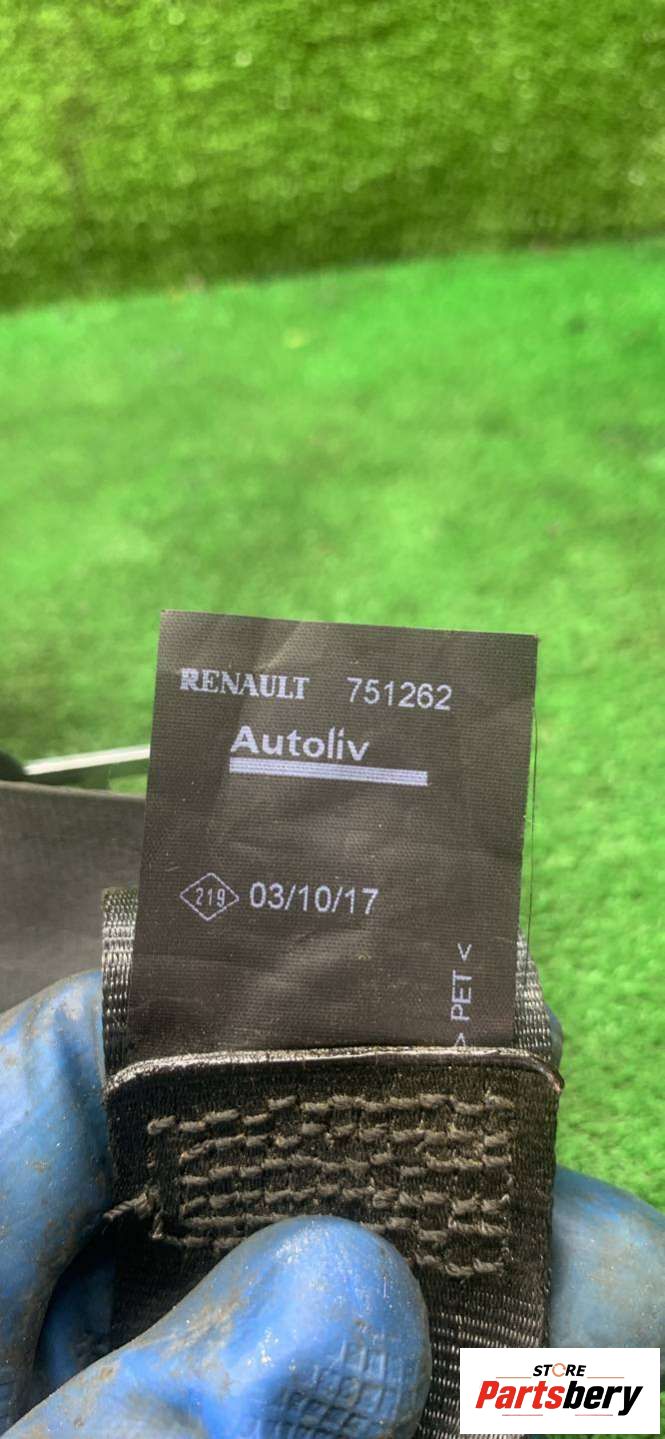 RENAULT 751262
Autoliv
219 03/10/17
> PET <
STORE
Partsbery